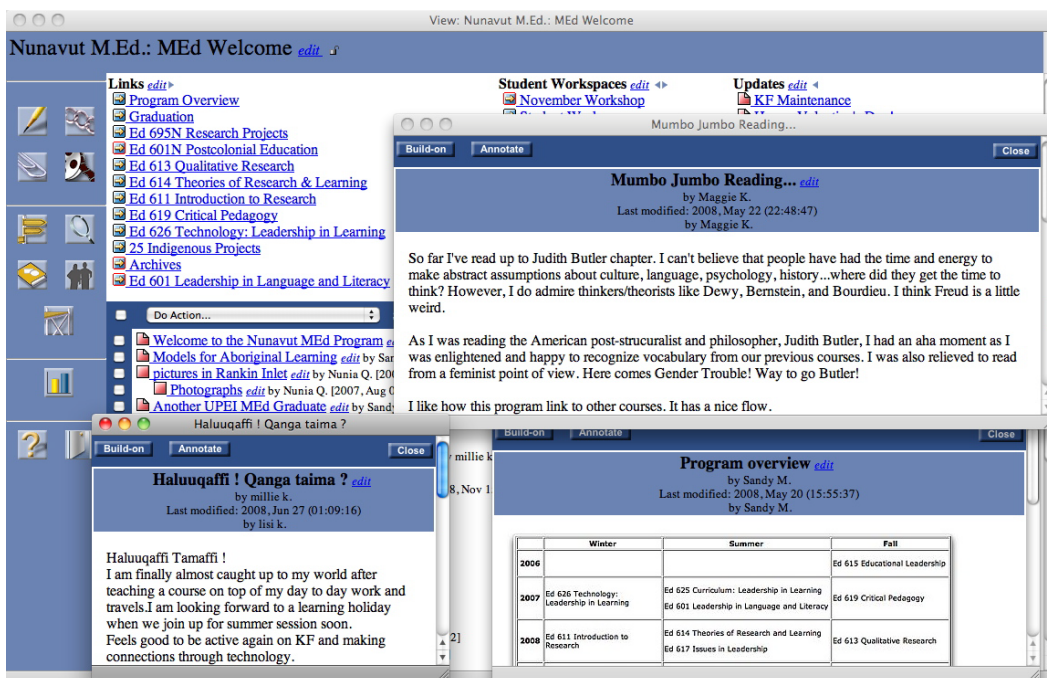 View: Nunavut M.Ed.: MEd Welcome
Nunavut M.Ed.: MEd Welcome edit
Links edit
Program Overview
Graduation
Ed 695N Research Projects
Ed 601N Postcolonial Education
Ed 613 Qualitative Research
Ed 614 Theories of Research & Learning
Ed 611 Introduction to Research
Ed 619 Critical Pedagogy
Ed 626 Technology: Leadership in Learning
25 Indigenous Projects
Archives
Ed 601 Leadership in Language and Literacy
Student Workspaces edit
November Workshop
Updates edit
KF Maintenance
Do Action...
Welcome to the Nunavut MEd Program
Models for Aboriginal Learning edit by
pictures in Rankin Inlet edit by Nunia Q.
Photographs edit by Nunia Q. [2007, Aug
Another UPEI MEd Graduate edit by
Mumbo Jumbo Reading...
Build-on Annotate Close
Mumbo Jumbo Reading... edit
by Maggie K.
Last modified: 2008, May 22 (22:48:47)
by Maggie K.
So far I've read up to Judith Butler chapter. I can't believe that people have had the time and energy to
make abstract assumptions about culture, language, psychology, history...where did they get the time to
think? However, I do admire thinkers/theorists like Dewy, Bernstein, and Bourdieu. I think Freud is a little
weird.
As I was reading the American post-strucuralist and philosopher, Judith Butler, I had an aha moment as I
was enlightened and happy to recognize vocabulary from our previous courses. I was also relieved to read
from a feminist point of view. Here comes Gender Trouble! Way to go Butler!
I like how this program link to other courses. It has a nice flow.
Haluuqaffi ! Qanga taima ?
Build-on Annotate Close
Haluuqaffi ! Qanga taima ? edit
by millie k.
Last modified: 2008, Jun 27 (01:09:16)
by lisi k.
Haluuqaffi Tamaffi !
I am finally almost caught up to my world after
teaching a course on top of my day to day work and
travels.I am looking forward to a learning holiday
when we join up for summer session soon.
Feels good to be active again on KF and making
connections through technology.
millie k
8, Nov 1
2]
Build-on Annotate Close
Program overview edit
by Sandy M.
Last modified: 2008, May 20 (15:55:37)
by Sandy M.
Winter Summer Fall
2006 Ed 615 Educational Leadership
2007 Ed 626 Technology: Leadership in Learning Ed 625 Curriculum: Leadership in Learning Ed 619 Critical Pedagogy
Ed 601 Leadership in Language and Literacy
2008 Ed 611 Introduction to Research Ed 614 Theories of Research and Learning Ed 613 Qualitative Research
Ed 617 Issues in Leadership